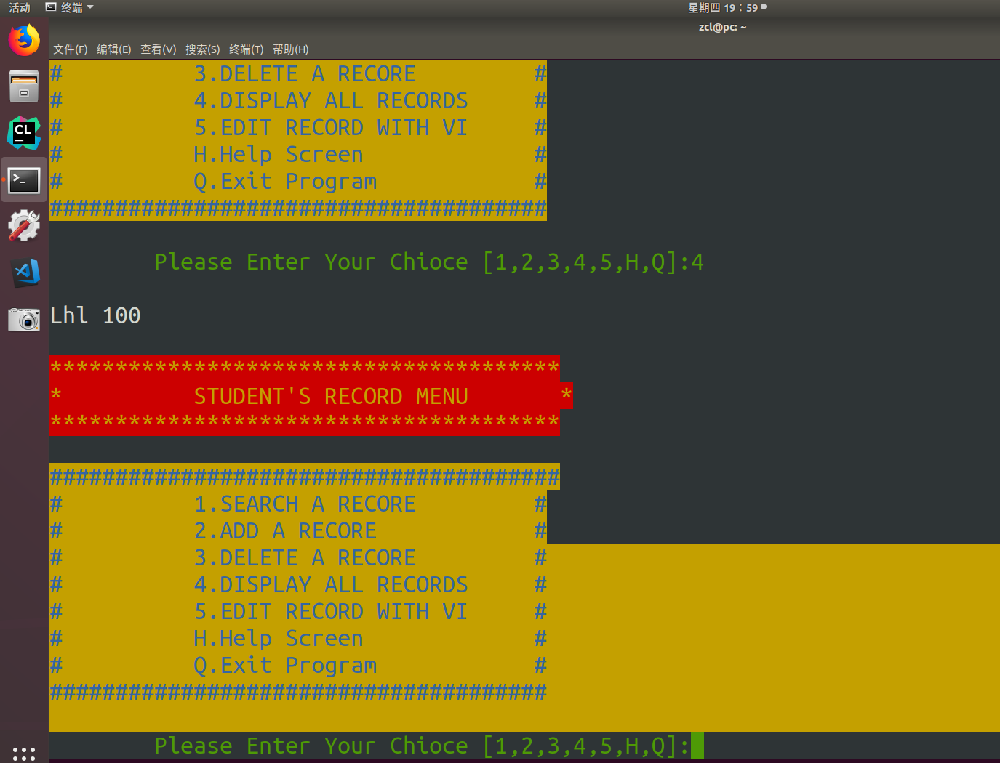 活动 终端 星期四 19：59
zcl@pc: ~
文件(F) 编辑(E) 查看(V) 搜索(S) 终端(T) 帮助(H)
# 3.DELETE A RECORE #
# 4.DISPLAY ALL RECORDS #
# 5.EDIT RECORD WITH VI #
# H.Help Screen #
# Q.Exit Program #
######################################
Please Enter Your Chioce [1,2,3,4,5,H,Q]:4
Lhl 100
***************************************
* STUDENT'S RECORD MENU *
***************************************
#######################################
# 1.SEARCH A RECORE #
# 2.ADD A RECORE #
# 3.DELETE A RECORE #
# 4.DISPLAY ALL RECORDS #
# 5.EDIT RECORD WITH VI #
# H.Help Screen #
# Q.Exit Program #
######################################
Please Enter Your Chioce [1,2,3,4,5,H,Q]:
CL
>_